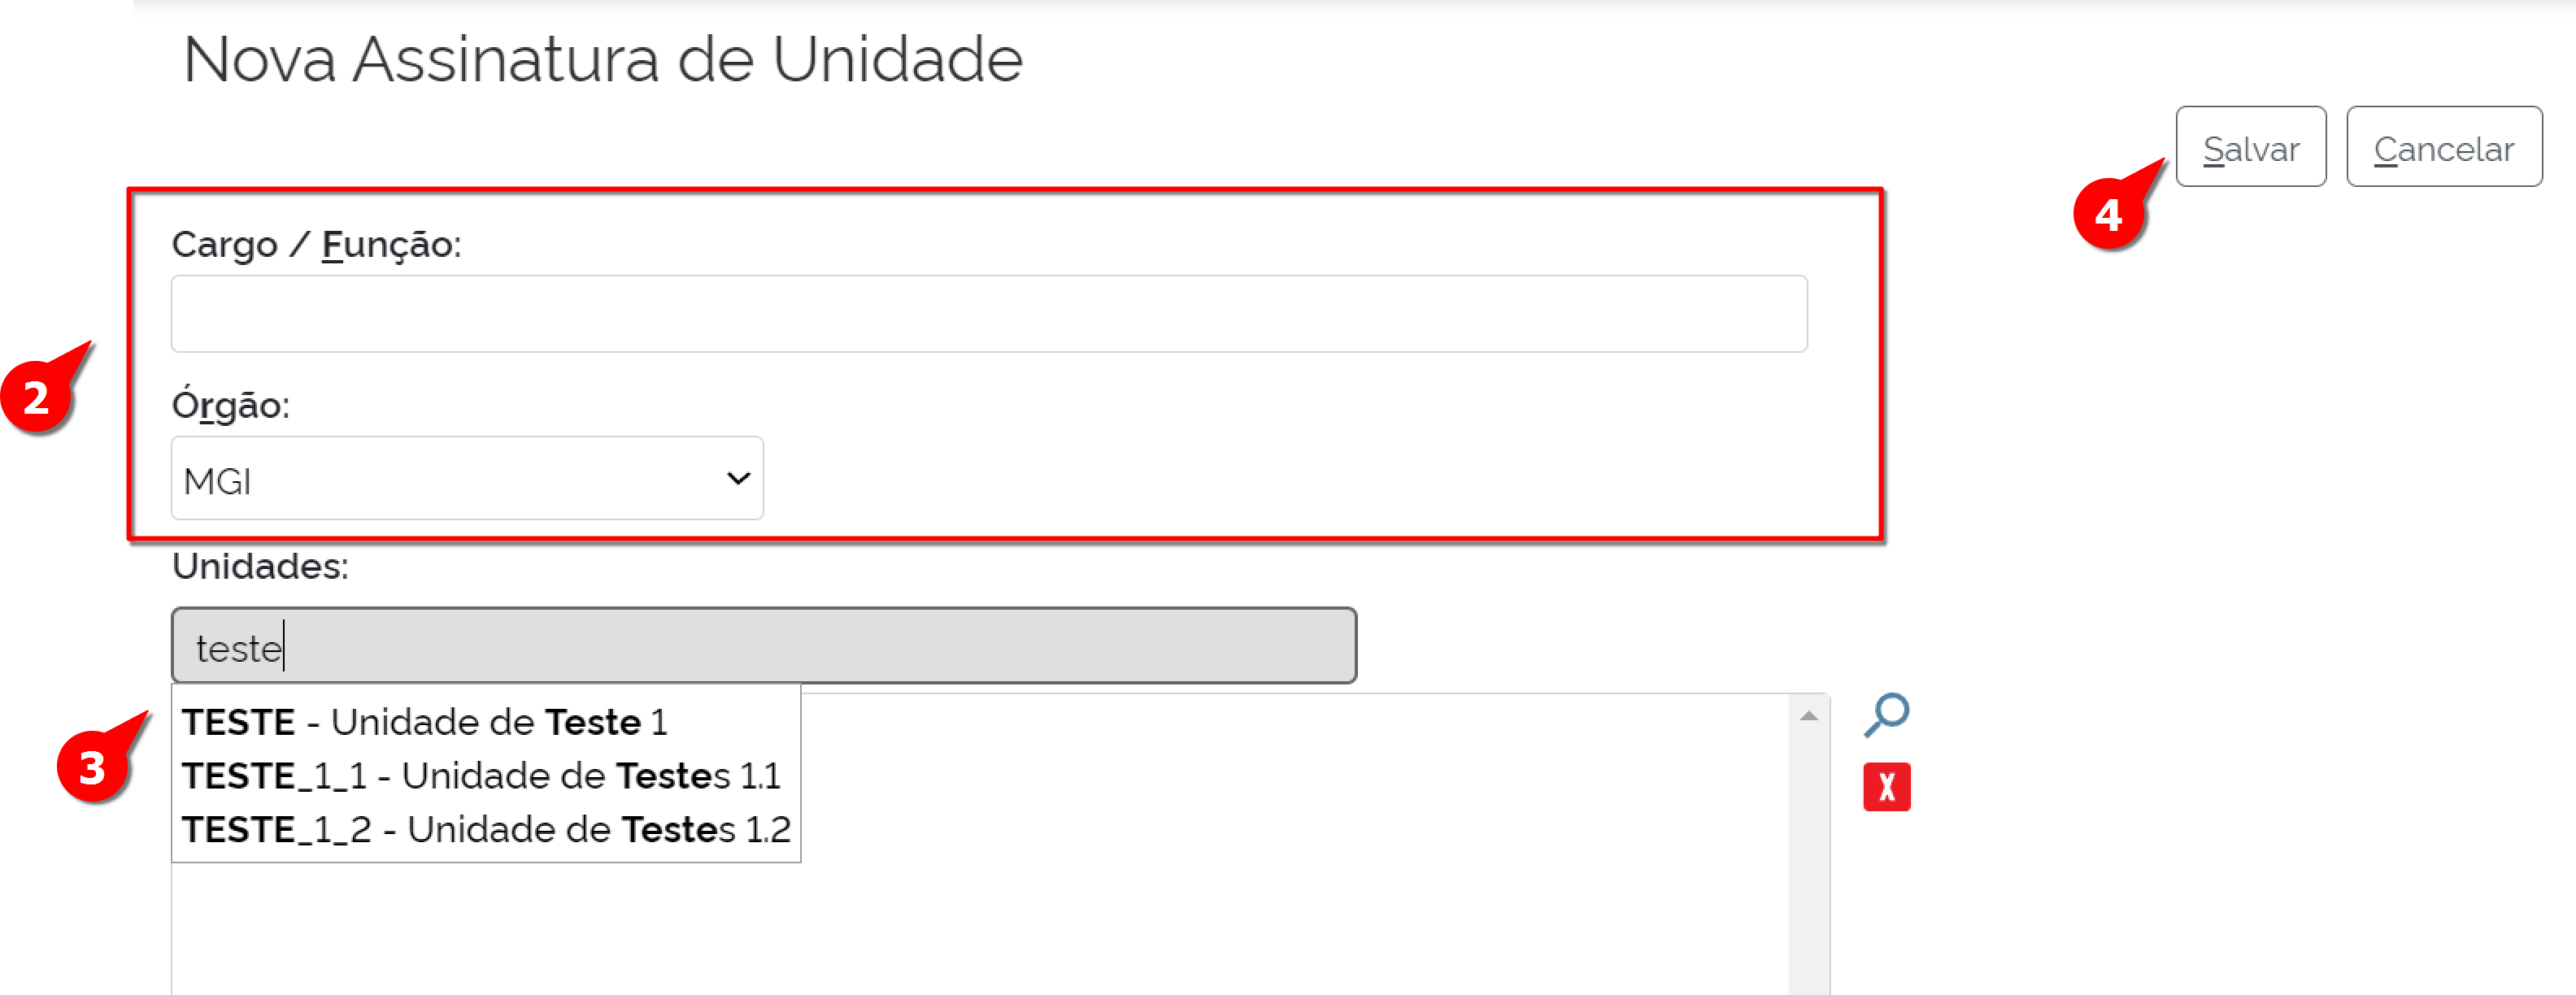 Nova Assinatura de Unidade
Salvar
Cancelar
4
Cargo / Função:
2
Órgão:
MGI
Unidades:
teste
3
TESTE - Unidade de Teste 1
TESTE_1_1 - Unidade de Testes 1.1
TESTE_1_2 - Unidade de Testes 1.2
X